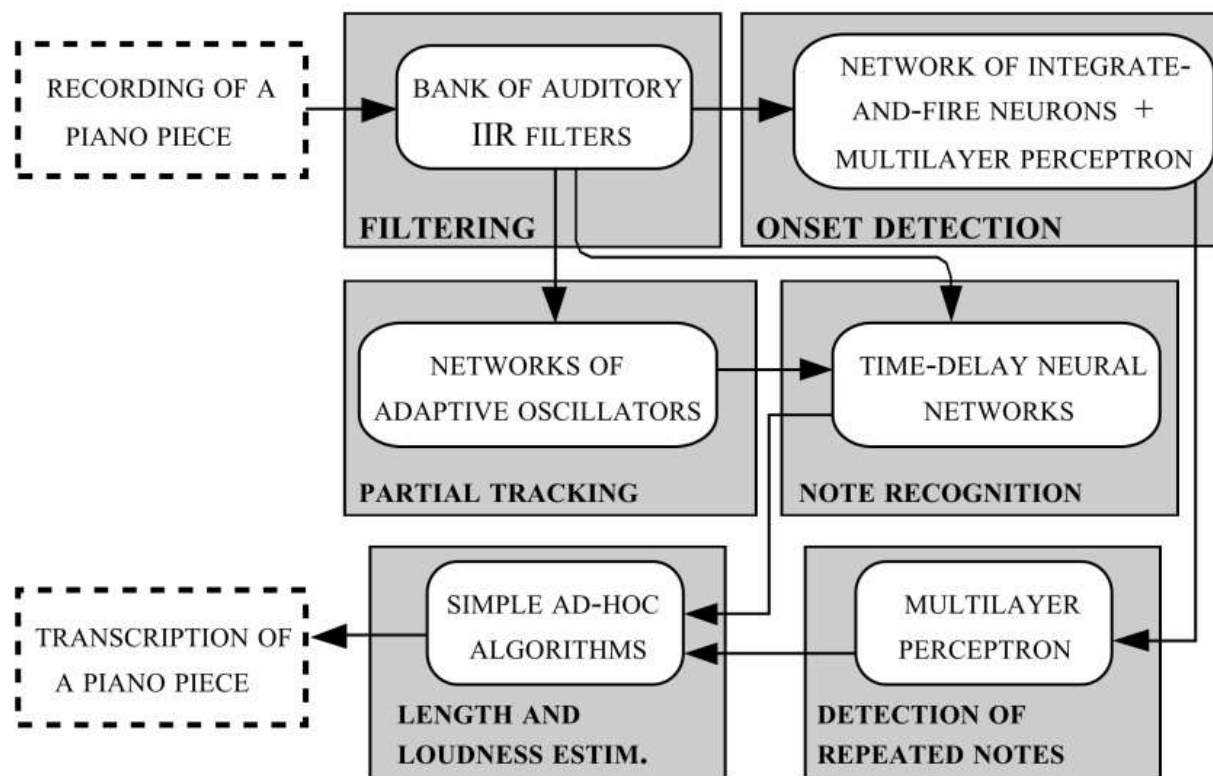 RECORDING OF A
PIANO PIECE
BANK OF AUDITORY
IIR FILTERS
FILTERING
NETWORK OF INTEGRATE-
AND-FIRE NEURONS +
MULTILAYER PERCEPTRON
ONSET DETECTION
NETWORKS OF
ADAPTIVE OSCILLATORS
PARTIAL TRACKING
TIME-DELAY NEURAL
NETWORKS
NOTE RECOGNITION
TRANSCRIPTION OF
A PIANO PIECE
SIMPLE AD-HOC
ALGORITHMS
LENGTH AND
LOUDNESS ESTIM.
MULTILAYER
PERCEPTRON
DETECTION OF
REPEATED NOTES